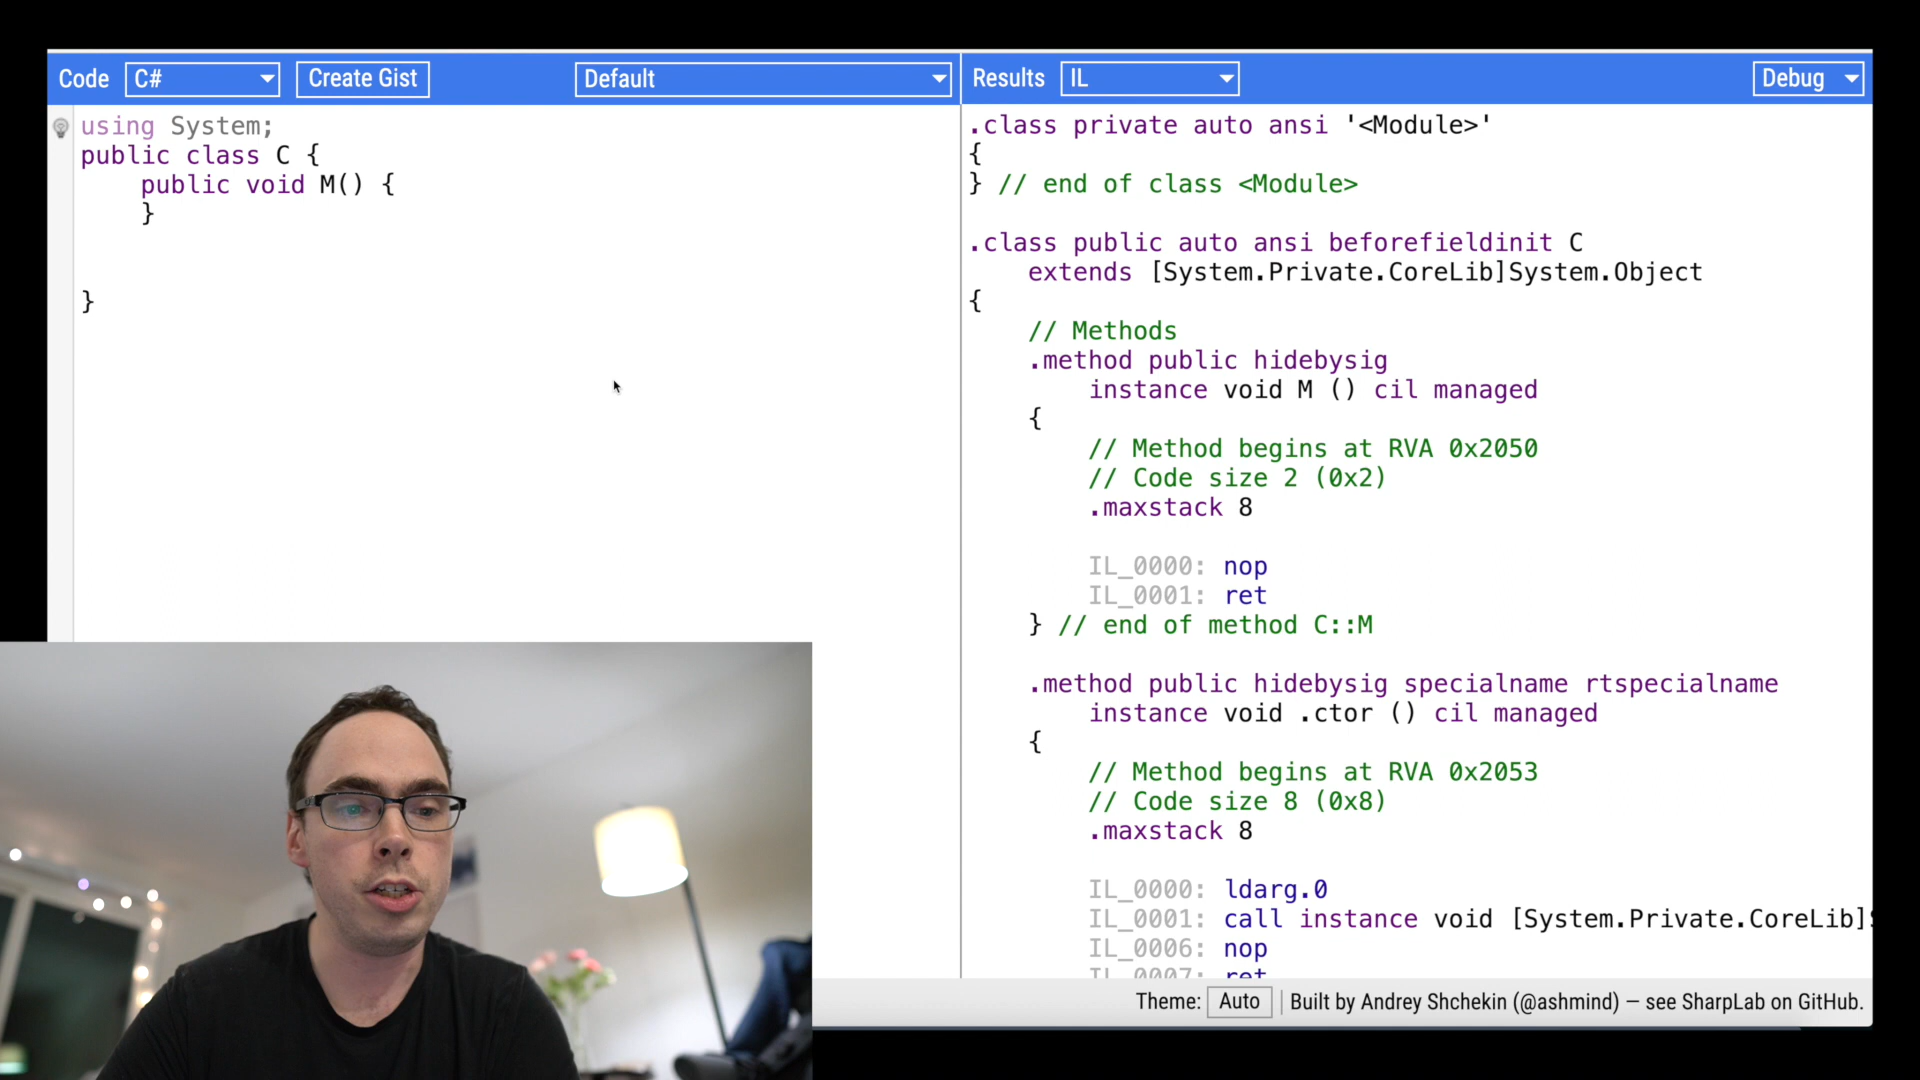 Code C# Create Gist Default Results IL Debug
using System;
public class C {
public void M() {
}
}
.class private auto ansi '<Module>'
{
} // end of class <Module>
.class public auto ansi beforefieldinit C
extends [System.Private.CoreLib]System.Object
{
// Methods
.method public hidebysig
instance void M () cil managed
{
// Method begins at RVA 0x2050
// Code size 2 (0x2)
.maxstack 8
IL_0000: nop
IL_0001: ret
} // end of method C::M
.method public hidebysig specialname rtspecialname
instance void .ctor () cil managed
{
// Method begins at RVA 0x2053
// Code size 8 (0x8)
.maxstack 8
IL_0000: ldarg.0
IL_0001: call instance void [System.Private.CoreLib]
IL_0006: nop
IL_0007: ret
Theme: Auto Built by Andrey Shchekin (@ashmind) — see SharpLab on GitHub.